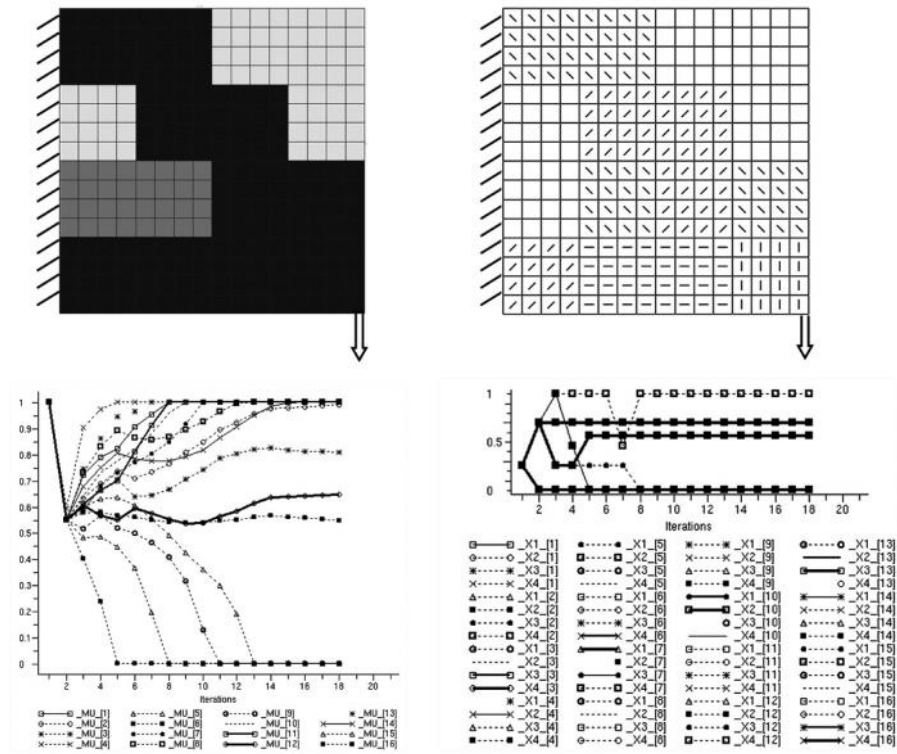 1
0.9
0.8
0.7
0.6
0.5
0.4
0.3
0.2
0.1
0
2 4 6 8 10 12 14 16 18 20
Iterations
_MU_[1] _MU_[5] _MU_[9] _MU_[13]
_MU_[2] _MU_[6] _MU_[10] _MU_[14]
_MU_[3] _MU_[7] _MU_[11] _MU_[15]
_MU_[4] _MU_[8] _MU_[12] _MU_[16]
1
0.5
0
2 4 6 8 10 12 14 16 18 20
Iterations
_X1_[1] _X1_[5] _X1_[9] _X1_[13]
_X2_[1] _X2_[5] _X2_[9] _X2_[13]
_X3_[1] _X3_[5] _X3_[9] _X3_[13]
_X4_[1] _X4_[5] _X4_[9] _X4_[13]
_X1_[2] _X1_[6] _X1_[10] _X1_[14]
_X2_[2] _X2_[6] _X2_[10] _X2_[14]
_X3_[2] _X3_[6] _X3_[10] _X3_[14]
_X4_[2] _X4_[6] _X4_[10] _X4_[14]
_X1_[3] _X1_[7] _X1_[11] _X1_[15]
_X2_[3] _X2_[7] _X2_[11] _X2_[15]
_X3_[3] _X3_[7] _X3_[11] _X3_[15]
_X4_[3] _X4_[7] _X4_[11] _X4_[15]
_X1_[4] _X1_[8] _X1_[12] _X1_[16]
_X2_[4] _X2_[8] _X2_[12] _X2_[16]
_X3_[4] _X3_[8] _X3_[12] _X3_[16]
_X4_[4] _X4_[8] _X4_[12] _X4_[16]